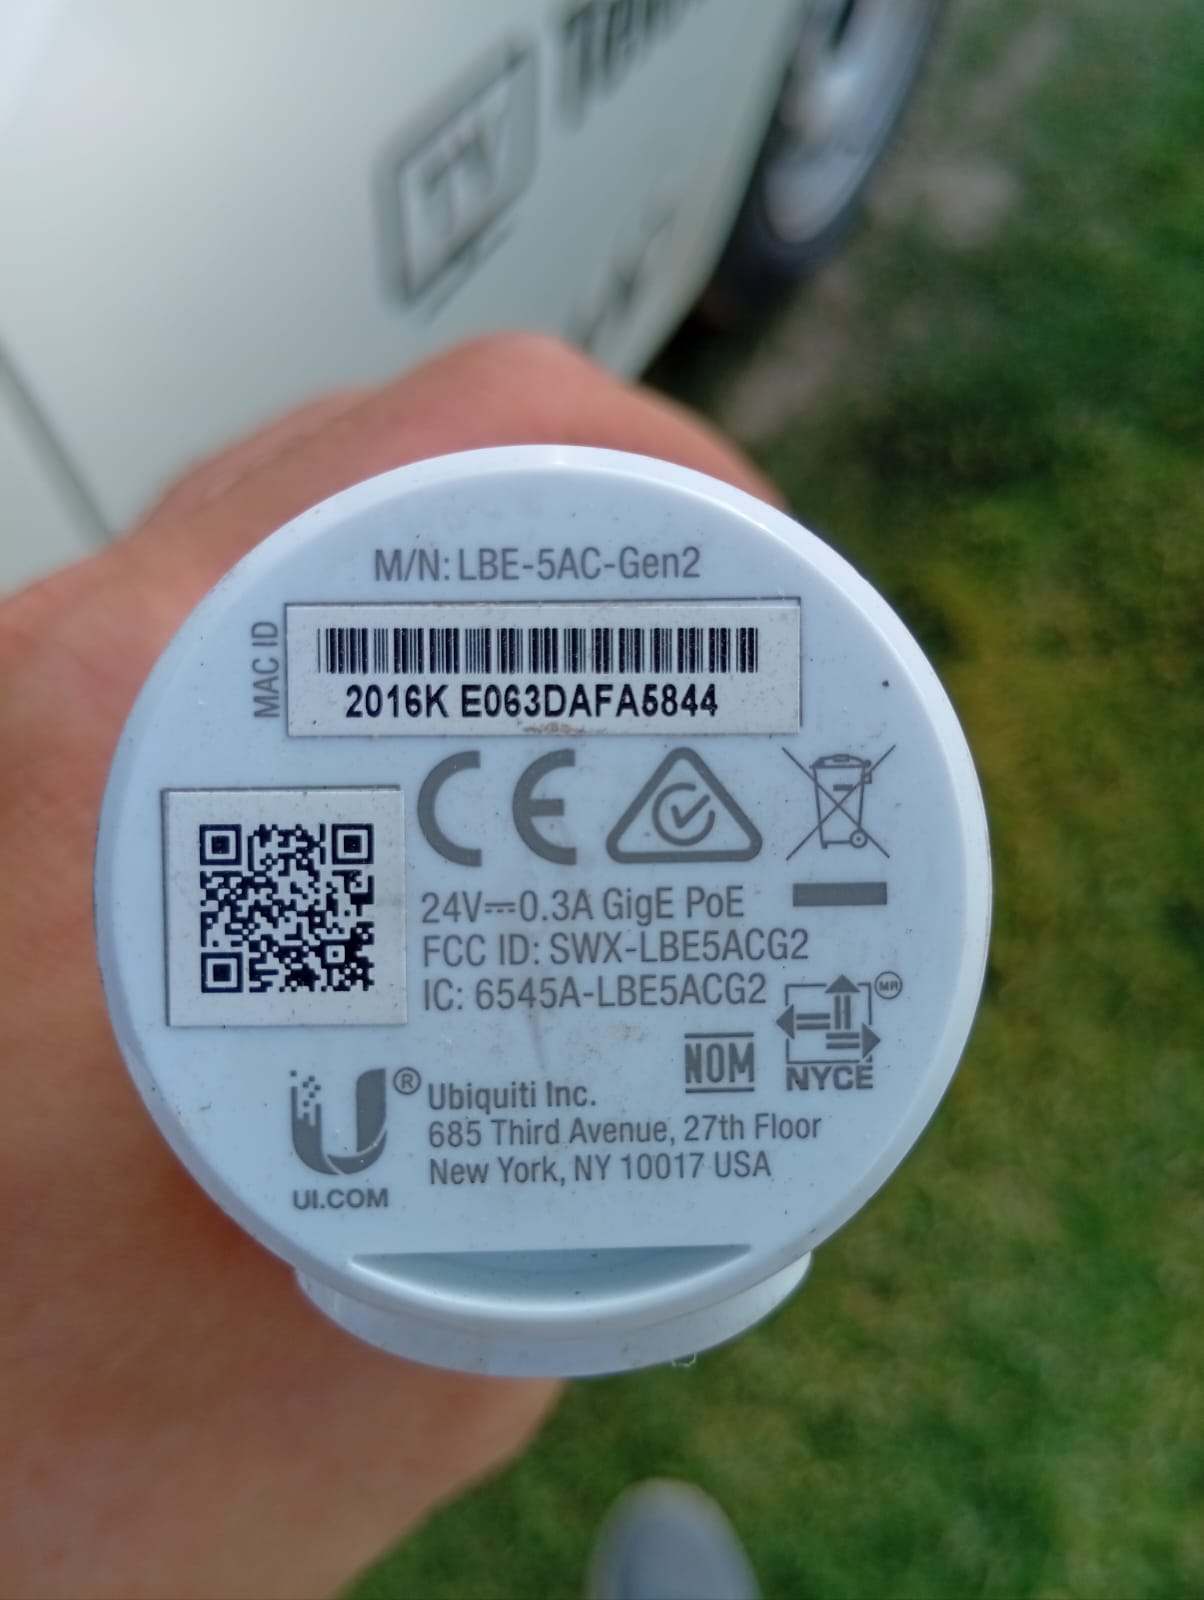 TV
M/N: LBE-5AC-Gen2
MAC ID
2016K E063DAFA5844
CE
24V⎓0.3A GigE PoE
FCC ID: SWX-LBE5ACG2
IC: 6545A-LBE5ACG2
MR
NOM
NYCE
U®
UI.COM
Ubiquiti Inc.
685 Third Avenue, 27th Floor
New York, NY 10017 USA